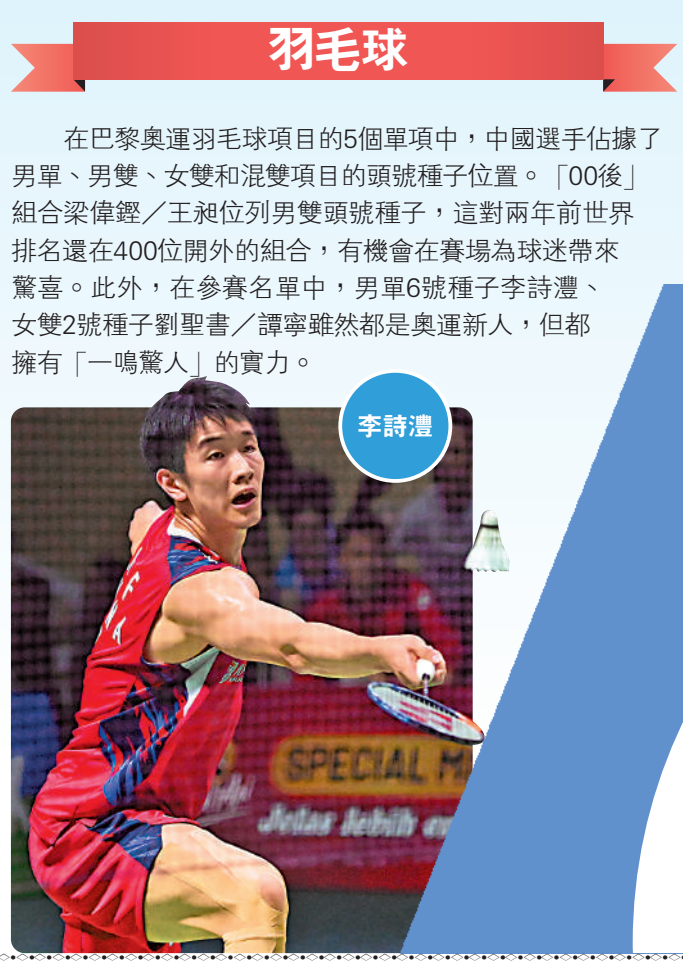 羽毛球
在巴黎奧運羽毛球項目的5個單項中，中國選手佔據了
男單、男雙、女雙和混雙項目的頭號種子位置。「00後」
組合梁偉鏗／王昶位列男雙頭號種子，這對兩年前世界
排名還在400位開外的組合，有機會在賽場為球迷帶來
驚喜。此外，在參賽名單中，男單6號種子李詩灃、
女雙2號種子劉聖書／譚寧雖然都是奧運新人，但都
擁有「一鳴驚人」的實力。
李詩灃
SPECIAL
Jelas lebih